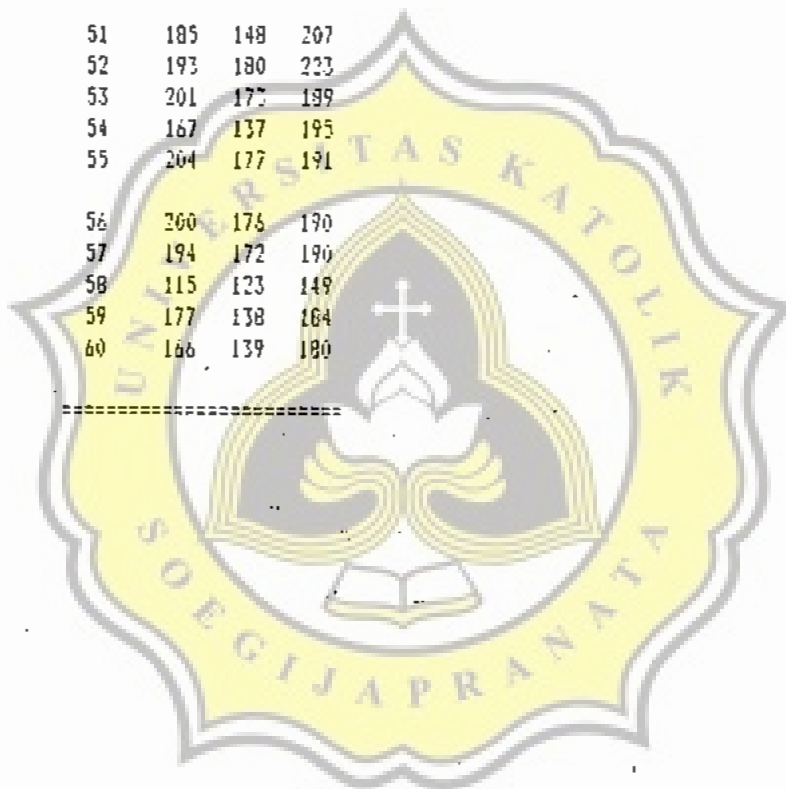 51 185 148 207
52 193 180 223
53 201 189
54 167 137 195
55 204 177 191
56 200 176 190
57 194 172 190
58 115 123 149
59 177 138 184
60 166 139 180
=======================
UNIVERSITAS KATOLIK
SOEGIJAPRANATA